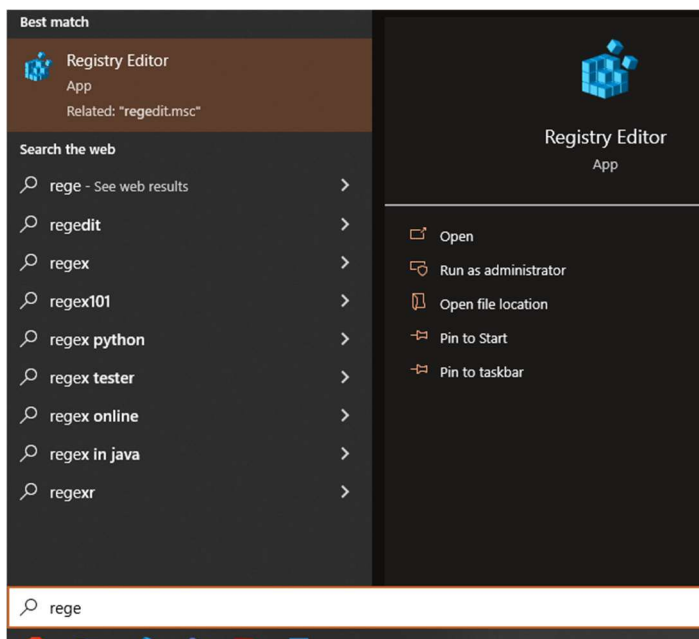 Best match
Registry Editor
App
Related: "regedit.msc"
Search the web
rege - See web results
regedit
regex
regex101
regex python
regex tester
regex online
regex in java
regexr
Registry Editor
App
Open
Run as administrator
Open file location
Pin to Start
Pin to taskbar
rege